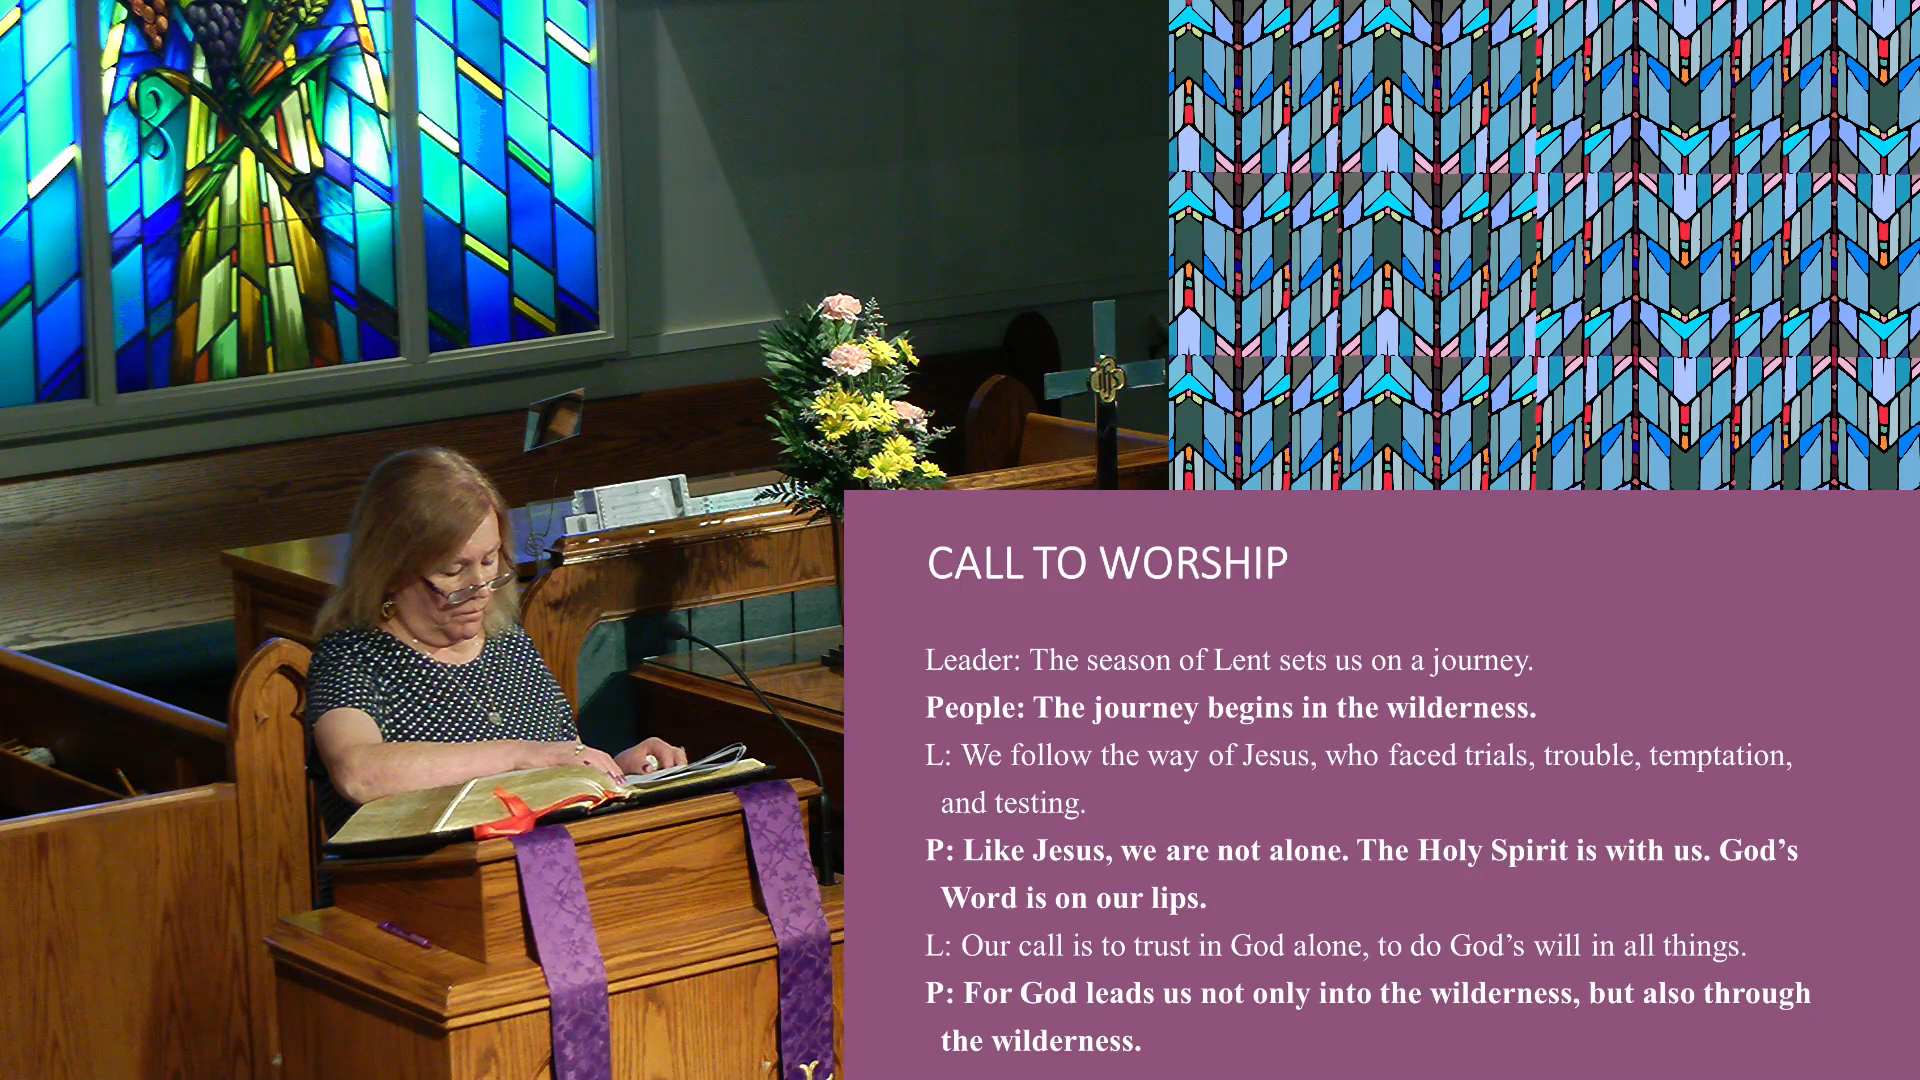 CALL TO WORSHIP
Leader: The season of Lent sets us on a journey.
People: The journey begins in the wilderness.
L: We follow the way of Jesus, who faced trials, trouble, temptation,
and testing.
P: Like Jesus, we are not alone. The Holy Spirit is with us. God’s
Word is on our lips.
L: Our call is to trust in God alone, to do God’s will in all things.
P: For God leads us not only into the wilderness, but also through
the wilderness.